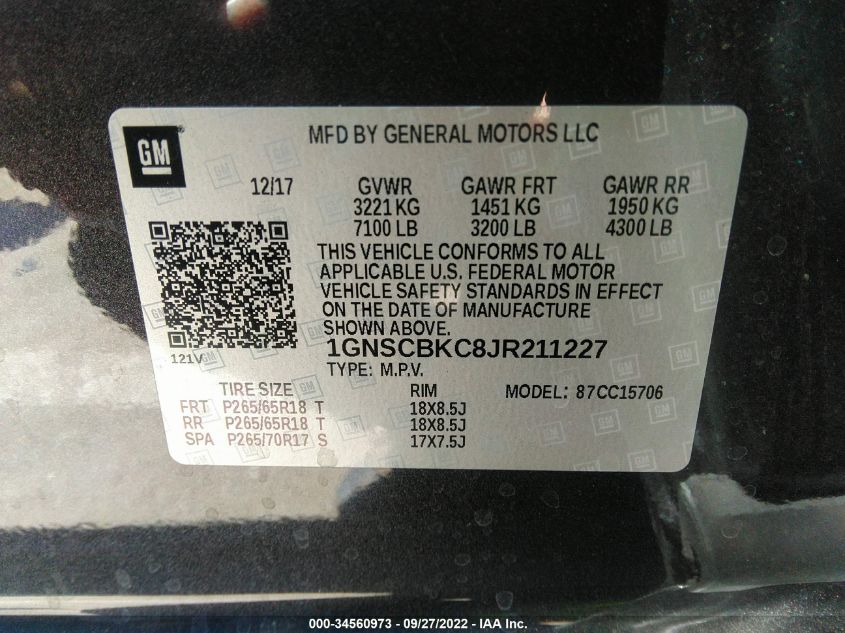 GM
MFD BY GENERAL MOTORS LLC
12/17 GVWR GAWR FRT GAWR RR
3221 KG 1451 KG 1950 KG
7100 LB 3200 LB 4300 LB
THIS VEHICLE CONFORMS TO ALL
APPLICABLE U.S. FEDERAL MOTOR
VEHICLE SAFETY STANDARDS IN EFFECT
ON THE DATE OF MANUFACTURE
SHOWN ABOVE.
121V 1GNSCBKC8JR211227
TYPE: M.P.V.
TIRE SIZE RIM MODEL: 87CC15706
FRT P265/65R18 T 18X8.5J
RR P265/65R18 T 18X8.5J
SPA P265/70R17 S 17X7.5J
000-34560973 - 09/27/2022 - IAA Inc.